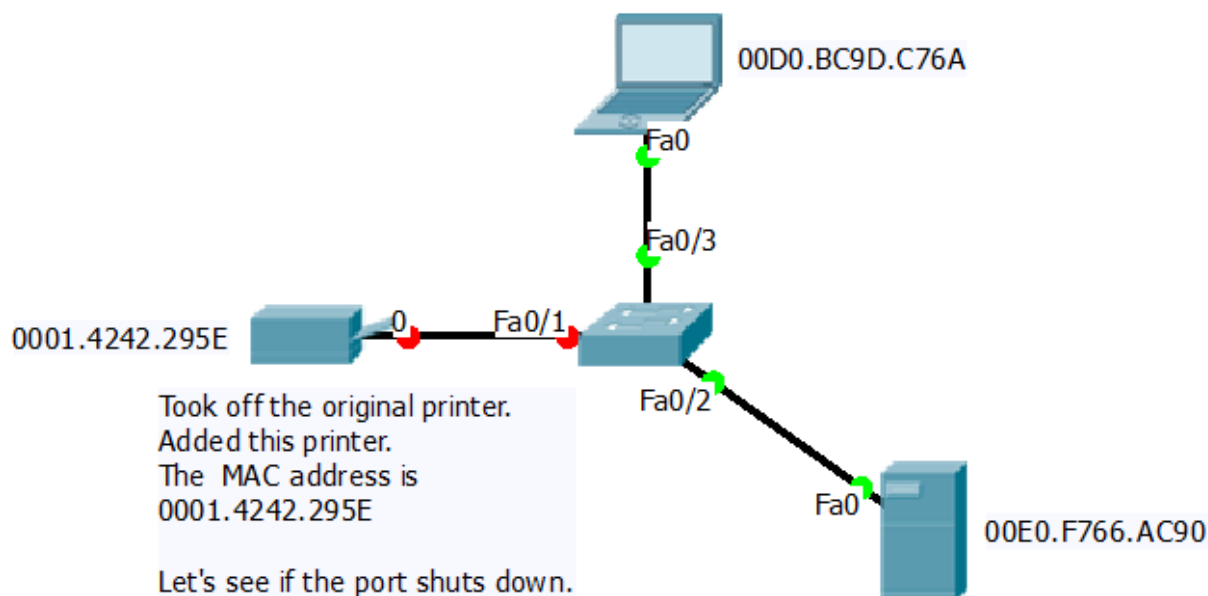 00D0.BC9D.C76A
Fa0
Fa0/3
0001.4242.295E
0
Fa0/1
Fa0/2
Took off the original printer.
Added this printer.
The  MAC address is
0001.4242.295E
Let's see if the port shuts down.
Fa0
00E0.F766.AC90